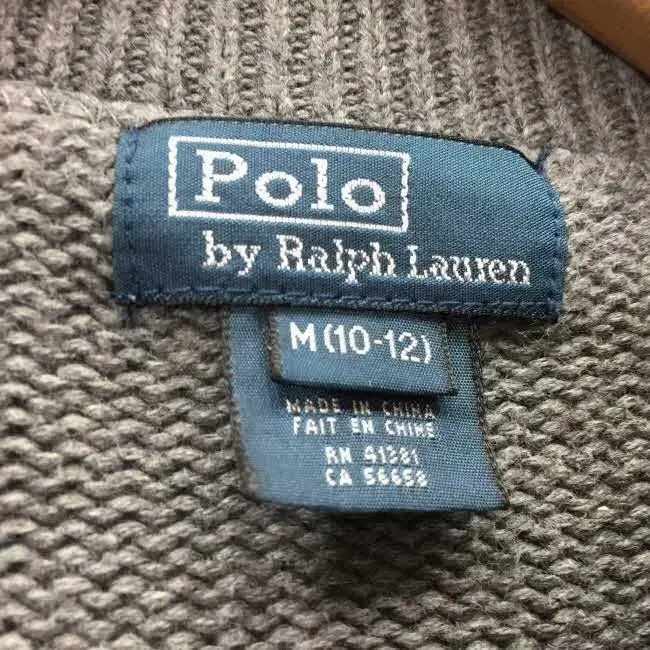 Polo
by Ralph Lauren
M (10-12)
MADE IN CHINA
FAIT EN CHINE
RN 41381
CA 56658